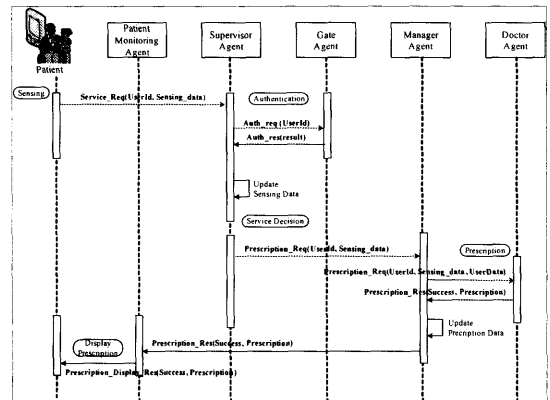 Patient
Monitoring
Agent
Supervisor
Agent
Gate
Agent
Manager
Agent
Doctor
Agent
Patient
Sensing
Service_Req(UserId, Sensing_data)
Authentication
Auth_req (UserId)
Auth_res(result)
Update
Sensing Data
Service Decision
Prescription_Req(UserId, Sensing_data)
Prescription
Prescription_Req(UserId, Sensing_data, UserData)
Prescription_Res(Success, Prescription)
Update
Precription Data
Display
Prescription
Prescription_Res(Success, Prescription)
Prescription_Display_Res(Success, Prescription)